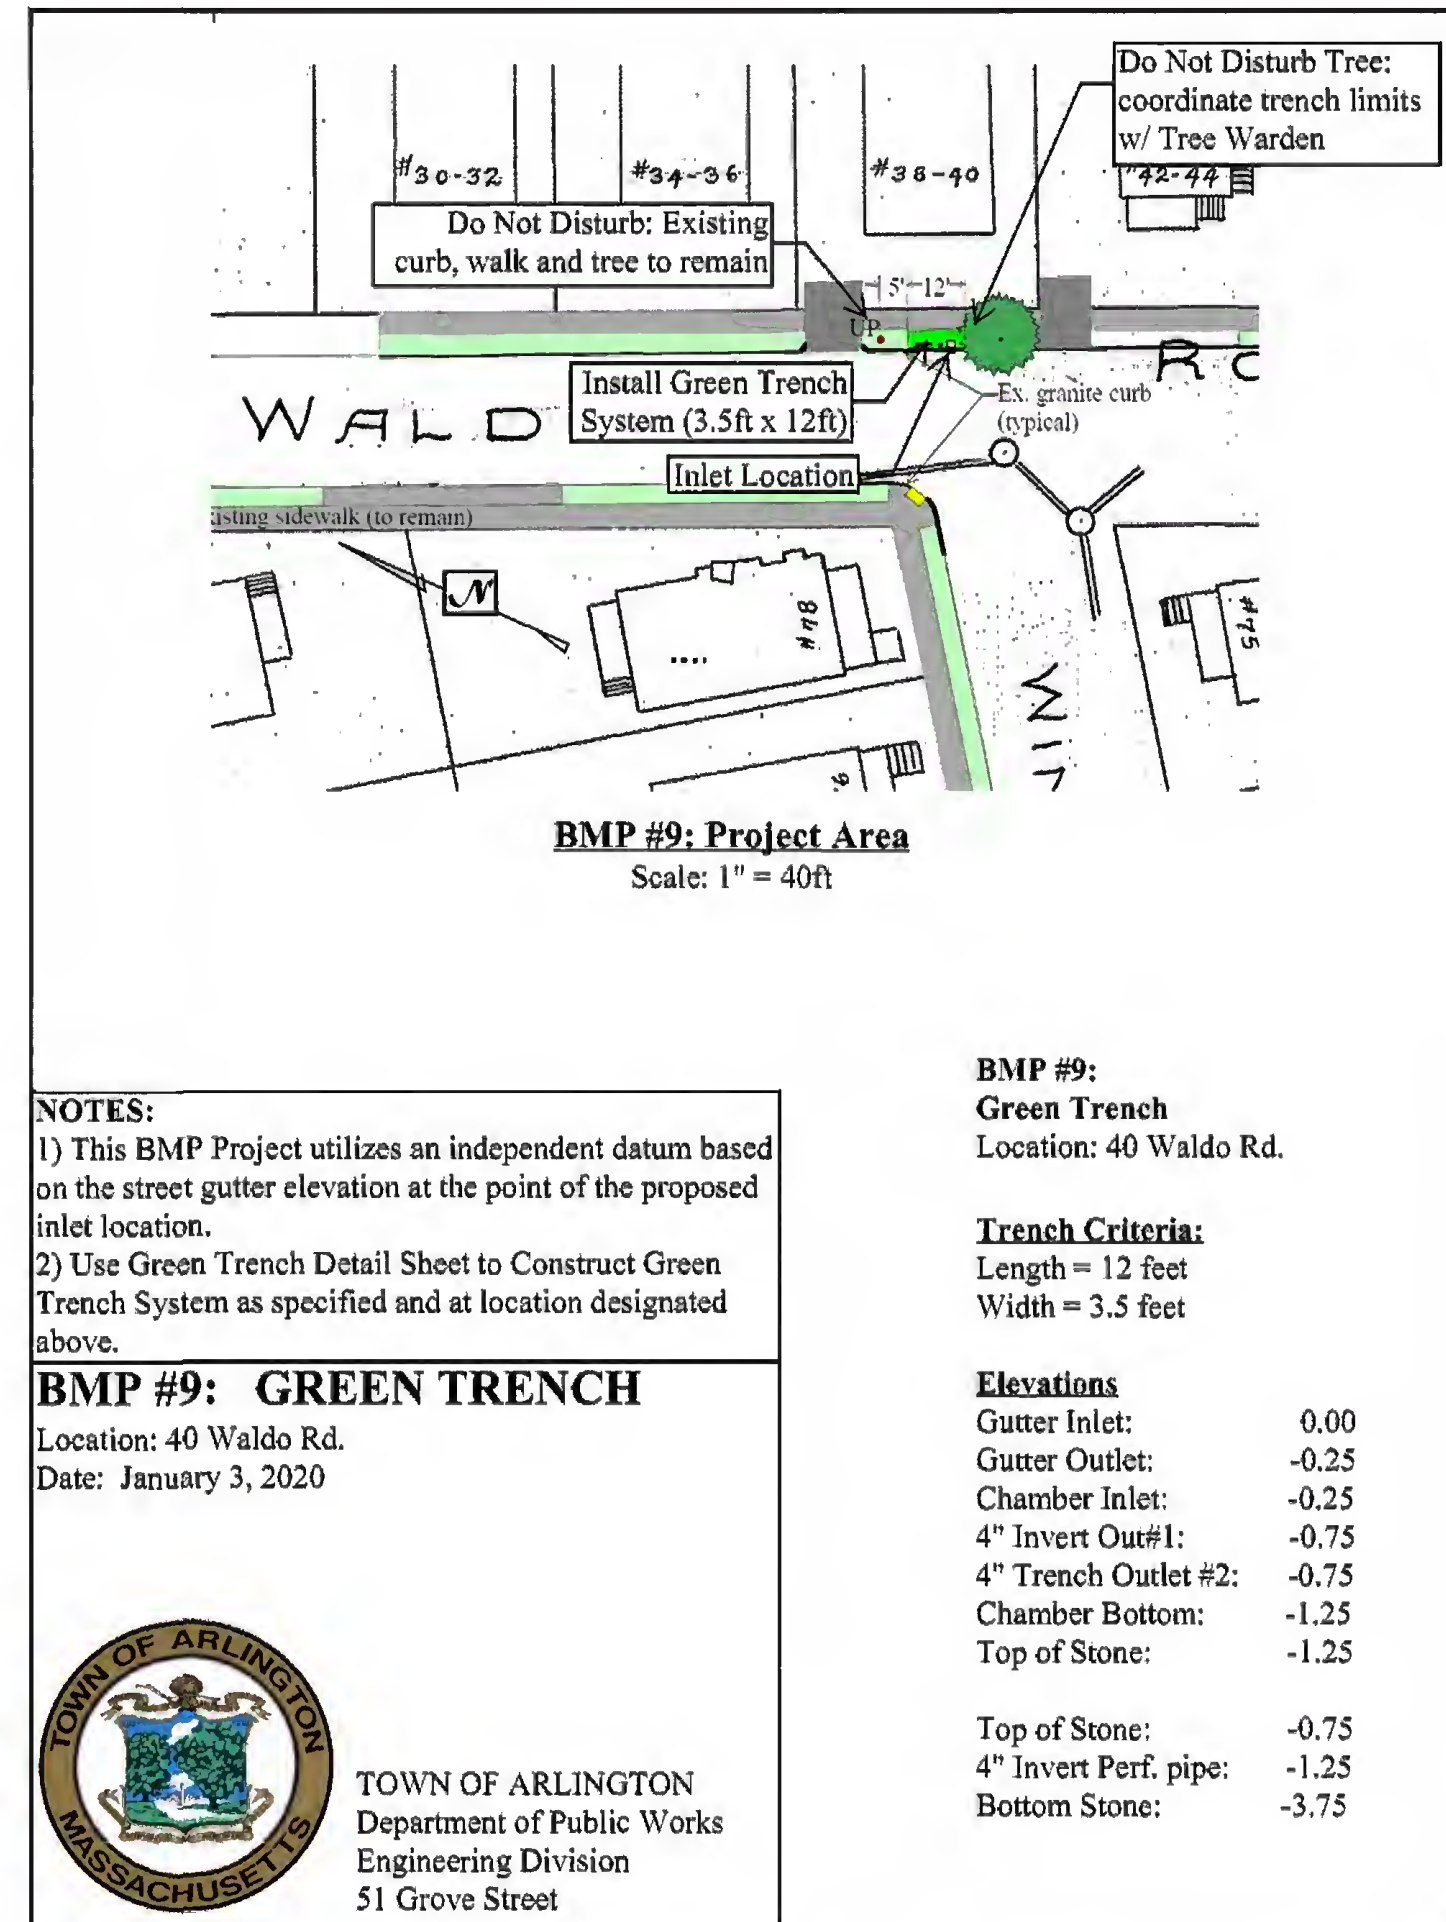 Do Not Disturb Tree:
coordinate trench limits
w/ Tree Warden
#30-32
#34-36
#38-40
#42-44
Do Not Disturb: Existing
curb, walk and tree to remain
5'
12'
UP
Install Green Trench
System (3.5ft x 12ft)
Ex. granite curb
(typical)
WALD
RO
Inlet Location
isting sidewalk (to remain)
N
#48
#75
9.
BMP #9: Project Area
Scale: 1" = 40ft
NOTES:
1) This BMP Project utilizes an independent datum based
on the street gutter elevation at the point of the proposed
inlet location.
2) Use Green Trench Detail Sheet to Construct Green
Trench System as specified and at location designated
above.
BMP #9: GREEN TRENCH
Location: 40 Waldo Rd.
Date: January 3, 2020
TOWN OF ARLINGTON
MASSACHUSETTS
TOWN OF ARLINGTON
Department of Public Works
Engineering Division
51 Grove Street
BMP #9:
Green Trench
Location: 40 Waldo Rd.
Trench Criteria:
Length = 12 feet
Width = 3.5 feet
Elevations
Gutter Inlet: 0.00
Gutter Outlet: -0.25
Chamber Inlet: -0.25
4" Invert Out#1: -0.75
4" Trench Outlet #2: -0.75
Chamber Bottom: -1.25
Top of Stone: -1.25
Top of Stone: -0.75
4" Invert Perf. pipe: -1.25
Bottom Stone: -3.75